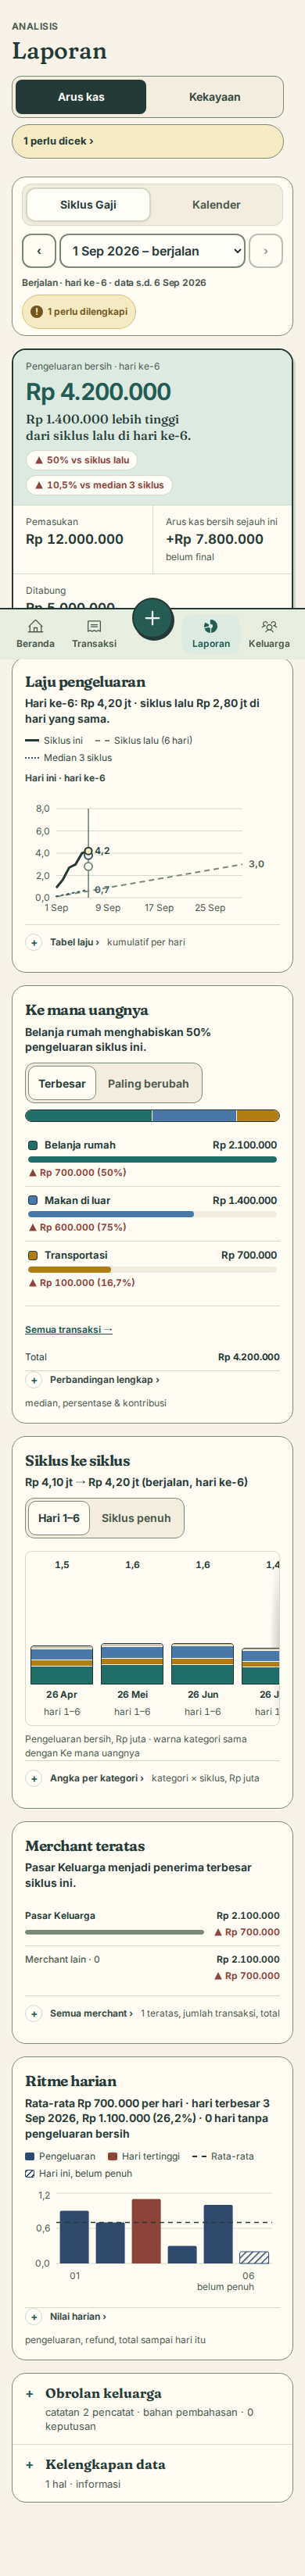 ANALISIS
Laporan
Arus kas
Kekayaan
1 perlu dicek ›
Siklus Gaji
Kalender
‹
1 Sep 2026 – berjalan
›
Berjalan · hari ke-6 · data s.d. 6 Sep 2026
! 1 perlu dilengkapi
Pengeluaran bersih · hari ke-6
Rp 4.200.000
Rp 1.400.000 lebih tinggi
dari siklus lalu di hari ke-6.
▲ 50% vs siklus lalu
▲ 10,5% vs median 3 siklus
Pemasukan
Rp 12.000.000
Arus kas bersih sejauh ini
+Rp 7.800.000
belum final
Ditabung
Rp 5.000.000
+
Beranda
Transaksi
Laporan
Keluarga
Laju pengeluaran
Hari ke-6: Rp 4,20 jt · siklus lalu Rp 2,80 jt di
hari yang sama.
Siklus ini
Siklus lalu (6 hari)
Median 3 siklus
Hari ini · hari ke-6
8,0
6,0
4,0
2,0
0,0
4,2
0,7
3,0
1 Sep
9 Sep
17 Sep
25 Sep
+ Tabel laju › kumulatif per hari
Ke mana uangnya
Belanja rumah menghabiskan 50%
pengeluaran siklus ini.
Terbesar
Paling berubah
Belanja rumah Rp 2.100.000
▲ Rp 700.000 (50%)
Makan di luar Rp 1.400.000
▲ Rp 600.000 (75%)
Transportasi Rp 700.000
▲ Rp 100.000 (16,7%)
Semua transaksi →
Total Rp 4.200.000
+ Perbandingan lengkap ›
median, persentase & kontribusi
Siklus ke siklus
Rp 4,10 jt → Rp 4,20 jt (berjalan, hari ke-6)
Hari 1–6
Siklus penuh
1,5
1,6
1,6
1,4
26 Apr
26 Mei
26 Jun
26 J
hari 1–6
hari 1–6
hari 1–6
hari 1
Pengeluaran bersih, Rp juta · warna kategori sama
dengan Ke mana uangnya
+ Angka per kategori › kategori × siklus, Rp juta
Merchant teratas
Pasar Keluarga menjadi penerima terbesar
siklus ini.
Pasar Keluarga Rp 2.100.000
▲ Rp 700.000
Merchant lain · 0 Rp 2.100.000
▲ Rp 700.000
+ Semua merchant › 1 teratas, jumlah transaksi, total
Ritme harian
Rata-rata Rp 700.000 per hari · hari terbesar 3
Sep 2026, Rp 1.100.000 (26,2%) · 0 hari tanpa
pengeluaran bersih
Pengeluaran
Hari tertinggi
Rata-rata
Hari ini, belum penuh
1,2
0,6
0,0
01
06
belum penuh
+ Nilai harian ›
pengeluaran, refund, total sampai hari itu
+ Obrolan keluarga
catatan 2 pencatat · bahan pembahasan · 0
keputusan
+ Kelengkapan data
1 hal · informasi